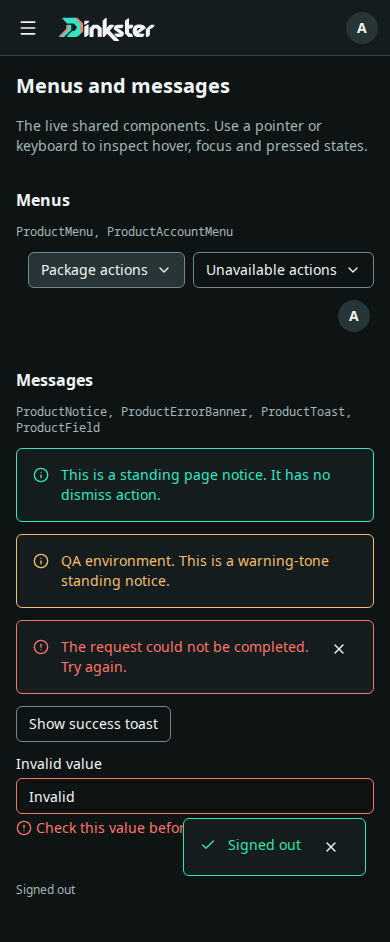 Dinkster
A
Menus and messages
The live shared components. Use a pointer or
keyboard to inspect hover, focus and pressed states.
Menus
ProductMenu, ProductAccountMenu
Package actions
Unavailable actions
A
Messages
ProductNotice, ProductErrorBanner, ProductToast,
ProductField
This is a standing page notice. It has no
dismiss action.
QA environment. This is a warning-tone
standing notice.
The request could not be completed.
Try again.
Show success toast
Invalid value
Invalid
Check this value
Signed out
Signed out